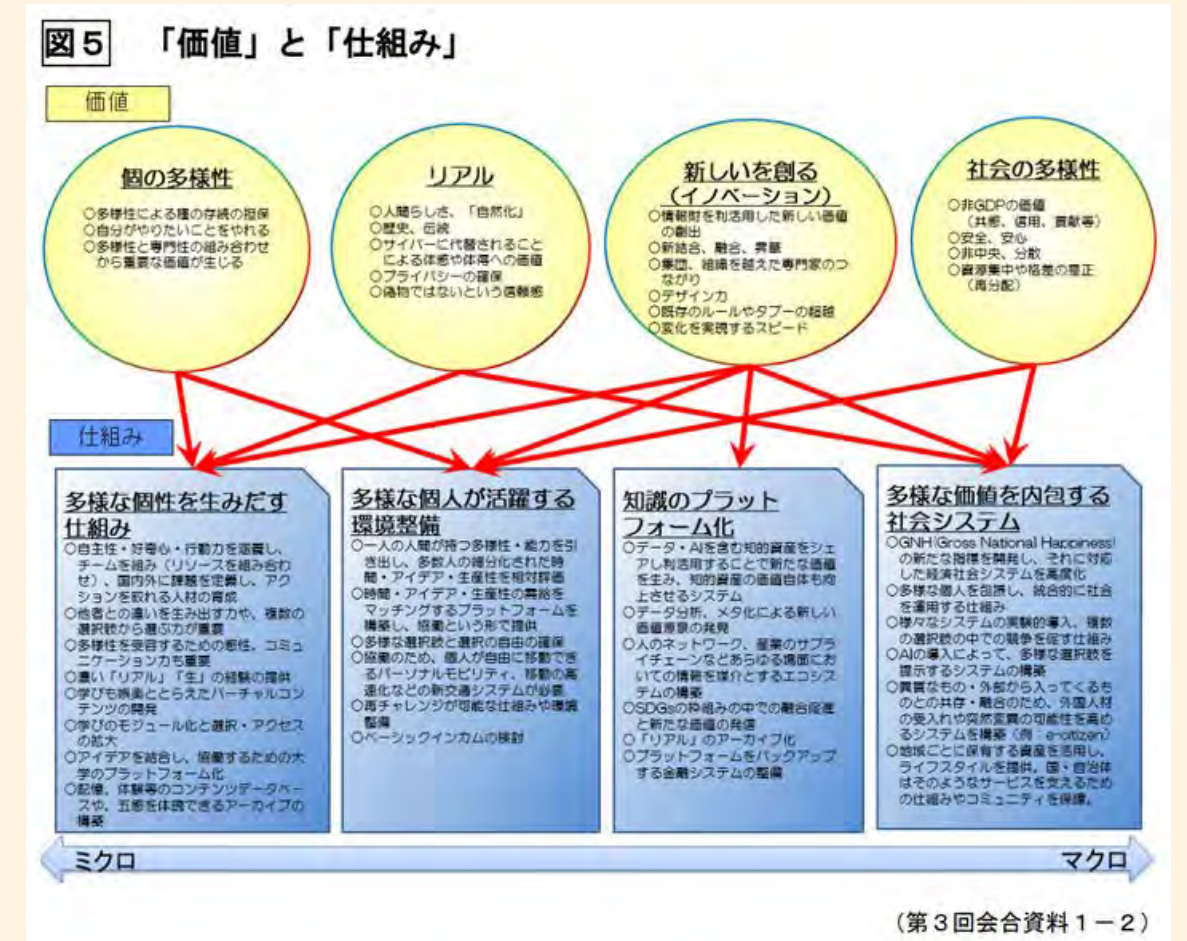 図5 「価値」と「仕組み」
価値
個の多様性
○多様性による種の存続の担保
○自分がやりたいことをやれる
○多様性と専門性の組み合わせ
から重要な価値が生じる
リアル
○人間らしさ、「自然化」
○歴史、伝統
○サイバーに代替されること
による体感や体得への価値
○プライバシーの確保
○偽物ではないという信頼感
新しいを創る
（イノベーション）
○情報財を利活用した新しい価値
の創出
○新結合、融合、昇華
○集団、組織を越えた専門家のつ
ながり
○デザイン力
○既存のルールやタブーの超越
○変化を実現するスピード
社会の多様性
○非GDPの価値
（共感、信用、貢献等）
○安全、安心
○非中央、分散
○資源集中や格差の是正
（再分配）
仕組み
多様な個性を生みだす
仕組み
○自主性・好奇心・行動力を涵養し、
チームを組み（リソースを組み合わ
せ）、国内外に課題を定義し、アク
ションを取れる人材の育成
○他者との違いを生み出す力や、複数の
選択肢から選ぶ力が重要
○多様性を受容するための感性、コミュ
ニケーション力も重要
○濃い「リアル」「生」の経験の提供
○学びも娯楽ととらえたバーチャルコン
テンツの開発
○学びのモジュール化と選択・アクセス
の拡大
○アイデアを結合し、協働するための大
学のプラットフォーム化
○記憶、体験等のコンテンツデータベー
スや、五感を体現できるアーカイブの
構築
多様な個人が活躍する
環境整備
○一人の人間が持つ多様性・能力を引
き出し、多数人の細分化された時
間・アイデア・生産性を相対評価
○時間・アイデア・生産性の需給を
マッチングするプラットフォームを
構築し、協働という形で提供
○多様な選択肢と選択の自由の確保
○協働のため、個人が自由に移動でき
るパーソナルモビリティ、移動の高
速化などの新交通システムが必要
○再チャレンジが可能な仕組みや環境
整備
○ベーシックインカムの検討
知識のプラット
フォーム化
○データ・AIを含む知的資産をシェ
アし利活用することで新たな価値
を生み、知的資産の価値自体も向
上させるシステム
○データ分析、メタ化による新しい
価値源泉の発見
○人のネットワーク、産業のサプラ
イチェーンなどあらゆる場面にお
いての情報を媒介とするエコシス
テムの構築
○SDGsの枠組みの中での融合促進
と新たな価値の発信
○「リアル」のアーカイブ化
○プラットフォームをバックアップ
する金融システムの整備
多様な価値を内包する
社会システム
○GNH(Gross National Happiness)
の新たな指標を開発し、それに対応
した経済社会システムを高度化
○多様な個人を包摂し、統合的に社会
を運用する仕組み
○様々なシステムの実験的導入、複数
の選択肢の中での競争を促す仕組み
○AIの導入によって、多様な選択肢を
提示するシステムの構築
○異質なもの・外部から入ってくるも
のとの共存・融合のため、外国人材
の受入れや突然変異の可能性を高め
るシステムを構築（例：e-citizen）
○地域ごとに保有する資産を活用し、
ライフスタイルを提供。国・自治体
はそのようなサービスを支えるため
の仕組みやコミュニティを保障。
ミクロ
マクロ
（第3回会合資料1－2）